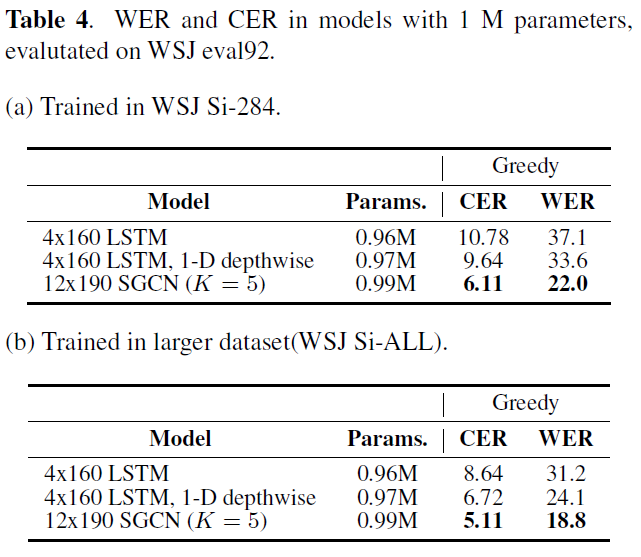 Table 4. WER and CER in models with 1 M parameters,
evalutated on WSJ eval92.
(a) Trained in WSJ Si-284.
Greedy
Model Params. CER WER
4x160 LSTM 0.96M 10.78 37.1
4x160 LSTM, 1-D depthwise 0.97M 9.64 33.6
12x190 SGCN (K = 5) 0.99M 6.11 22.0
(b) Trained in larger dataset(WSJ Si-ALL).
Greedy
Model Params. CER WER
4x160 LSTM 0.96M 8.64 31.2
4x160 LSTM, 1-D depthwise 0.97M 6.72 24.1
12x190 SGCN (K = 5) 0.99M 5.11 18.8